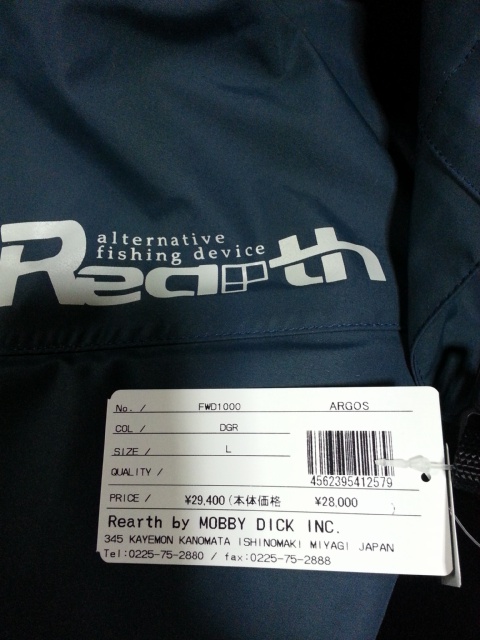 alternative
fishing device
Rearth
No. / FWD1000 ARGOS
COL / DGR
SIZE / L
QUALITY /
4562395412579
PRICE / ¥29,400(本体価格 ¥28,000
Rearth by MOBBY DICK INC.
345 KAYEMON KANOMATA ISHINOMAKI MIYAGI JAPAN
Tel:0225-75-2880 / fax:0225-75-2888